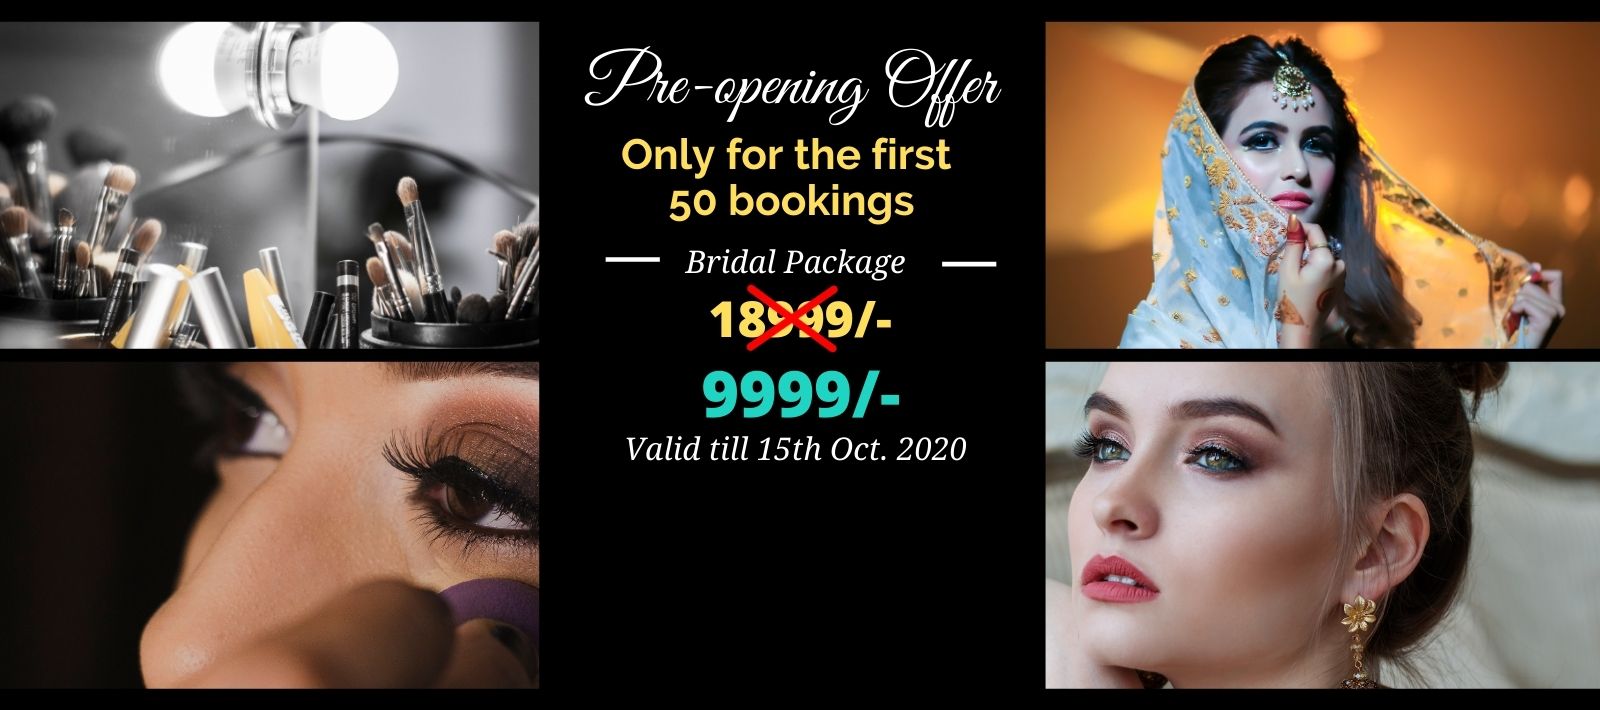 Pre-opening Offer
Only for the first
50 bookings
Bridal Package
18999/-
9999/-
Valid till 15th Oct. 2020